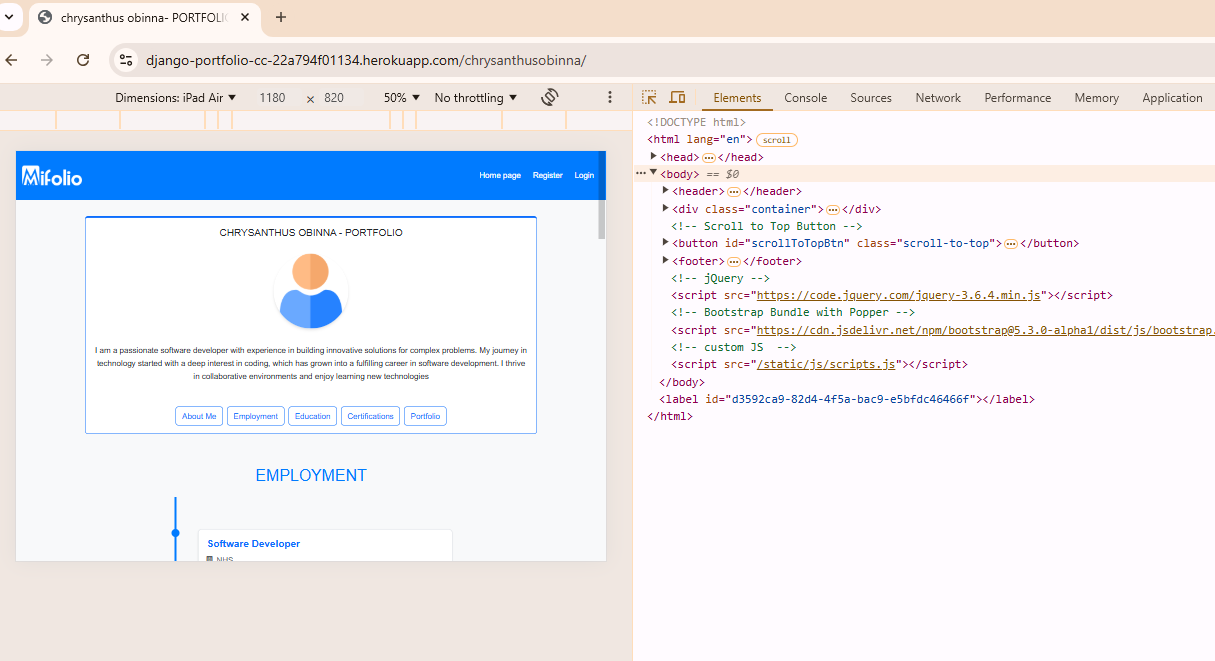 chrysanthus obinna- PORTFOLIO
django-portfolio-cc-22a794f01134.herokuapp.com/chrysanthusobinna/
Dimensions: iPad Air 1180 × 820 50% No throttling
Elements Console Sources Network Performance Memory Application
Mifolio
Home page Register Login
CHRYSANTHUS OBINNA - PORTFOLIO
I am a passionate software developer with experience in building innovative solutions for complex problems. My journey in
technology started with a deep interest in coding, which has grown into a fulfilling career in software development. I thrive
in collaborative environments and enjoy learning new technologies
About Me Employment Education Certifications Portfolio
EMPLOYMENT
Software Developer
NHS
<!DOCTYPE html>
<html lang="en"> scroll
<head> … </head>
… <body> == $0
<header> … </header>
<div class="container"> … </div>
<!-- Scroll to Top Button -->
<button id="scrollToTopBtn" class="scroll-to-top"> … </button>
<footer> … </footer>
<!-- jQuery -->
<script src="https://code.jquery.com/jquery-3.6.4.min.js"></script>
<!-- Bootstrap Bundle with Popper -->
<script src="https://cdn.jsdelivr.net/npm/bootstrap@5.3.0-alpha1/dist/js/bootstrap.
<!-- custom JS  -->
<script src="/static/js/scripts.js"></script>
</body>
<label id="d3592ca9-82d4-4f5a-bac9-e5bfdc46466f"></label>
</html>